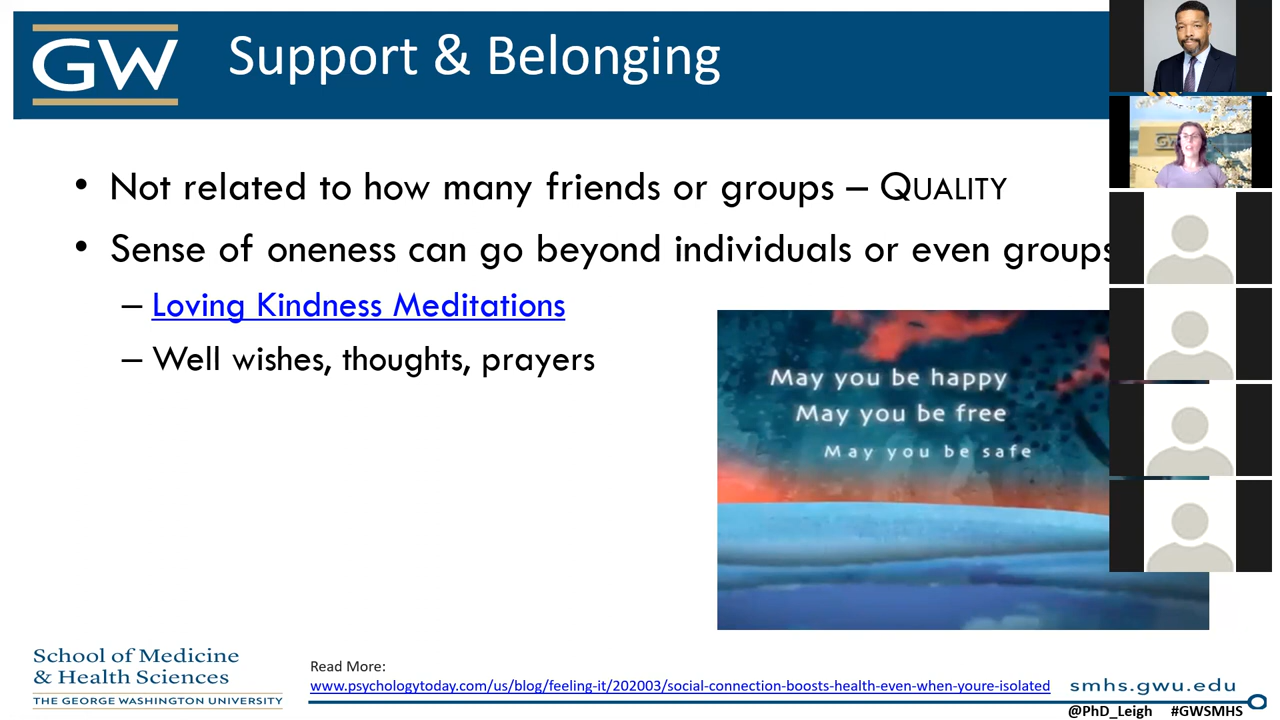 GW
Support & Belonging
• Not related to how many friends or groups – QUALITY
• Sense of oneness can go beyond individuals or even groups
– Loving Kindness Meditations
– Well wishes, thoughts, prayers
May you be happy
May you be free
May you be safe
School of Medicine
& Health Sciences
THE GEORGE WASHINGTON UNIVERSITY
Read More:
www.psychologytoday.com/us/blog/feeling-it/202003/social-connection-boosts-health-even-when-youre-isolated
smhs.gwu.edu
@PhD_Leigh #GWSMHS